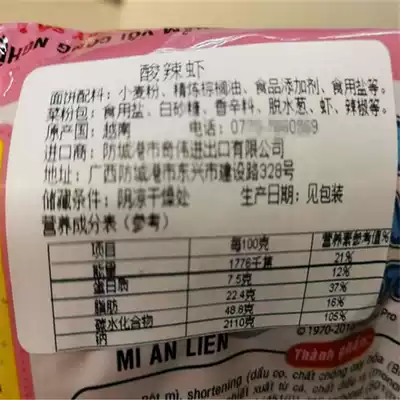 酸辣虾
面饼配料：小麦粉、精炼棕榈油、食品添加剂、食用盐等。
菜粉包：食用盐、白砂糖、香辛料、脱水葱、虾、辣椒等。
原产国：越南 电话：
进口商：防城港市奇伟进出口有限公司
地址：广西防城港市东兴市建设路328号
储藏条件：阴凉干燥处 生产日期：见包装
营养成分表（参考）
项目 每100克 营养素参考值%
能量 1776千焦 21%
蛋白质 7.5克 12%
脂肪 22.4克 37%
碳水化合物 48.8克 16%
钠 2110克 105%
MI AN LIEN
Thành phần